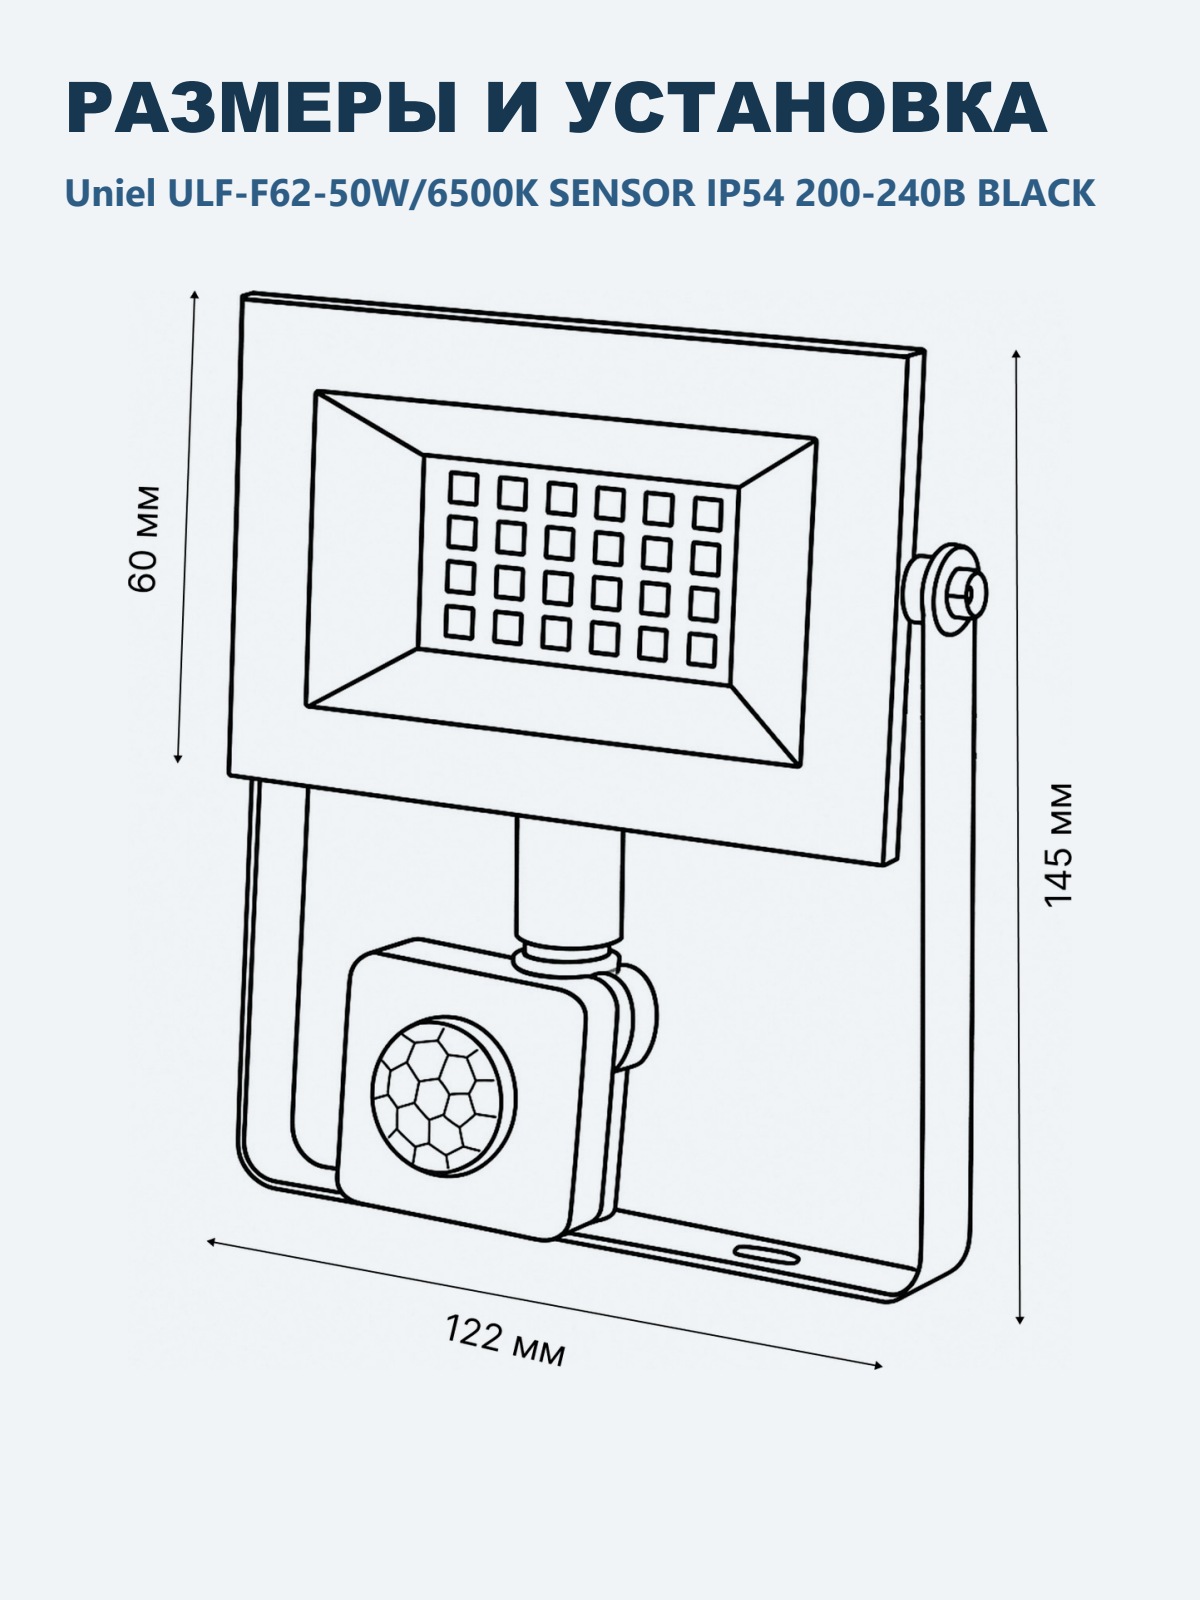 РАЗМЕРЫ И УСТАНОВКА
Uniel ULF-F62-50W/6500K SENSOR IP54 200-240В BLACK
60 мм
145 мм
122 мм